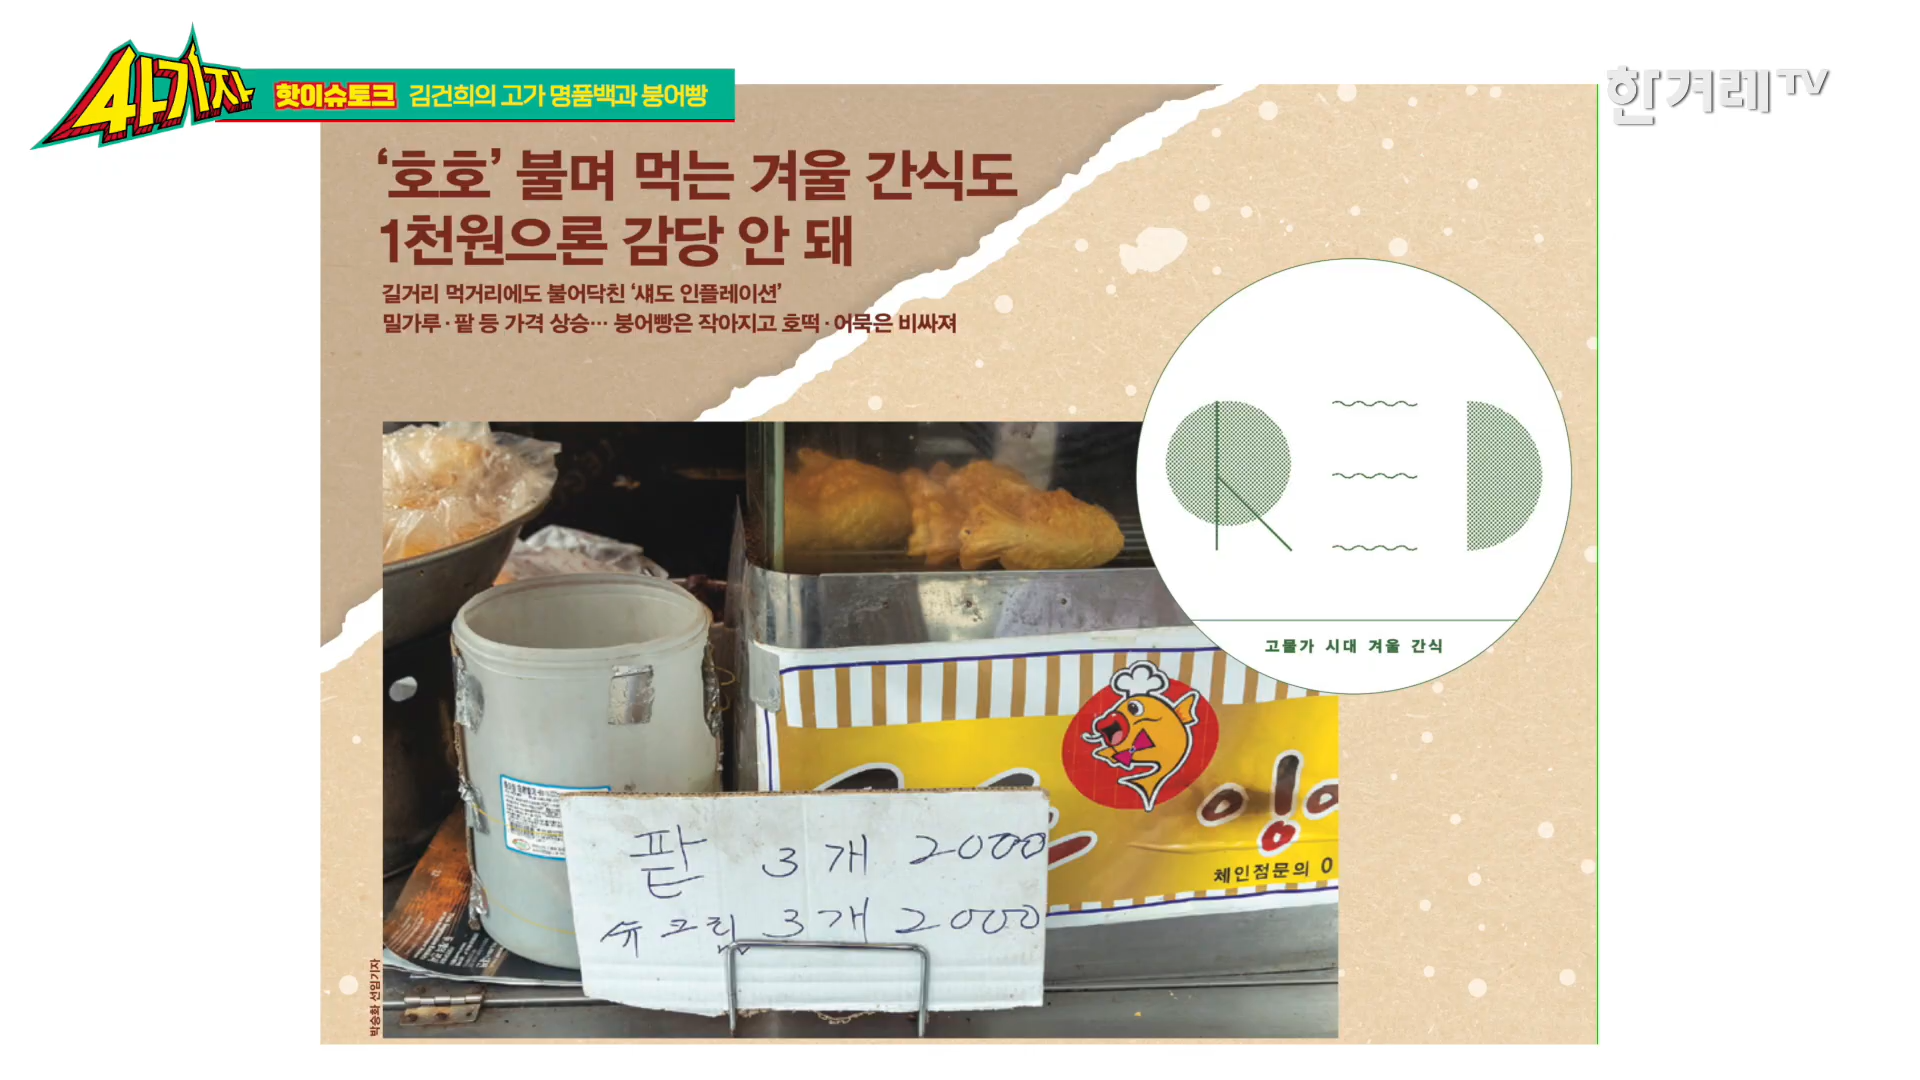 사기자
핫이슈토크 김건희의 고가 명품백과 붕어빵
한겨레TV
‘호호’ 불며 먹는 겨울 간식도
1천원으론 감당 안 돼
길거리 먹거리에도 불어닥친 ‘섀도 인플레이션’
밀가루·팥 등 가격 상승… 붕어빵은 작아지고 호떡·어묵은 비싸져
RED
고물가 시대 겨울 간식
잉어
체인점문의 0
팥 3개 2000
슈크림 3개 2000
박승화 선임기자